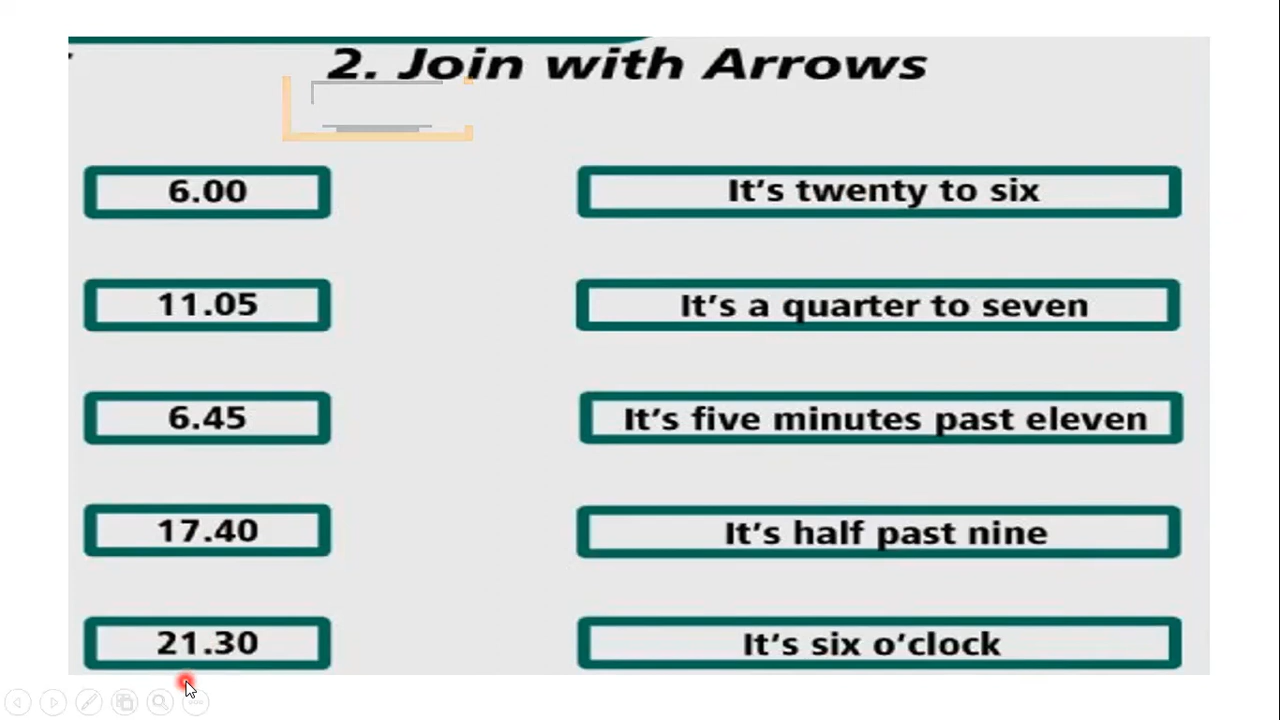 2. Join with Arrows
6.00
It's twenty to six
11.05
It's a quarter to seven
6.45
It's five minutes past eleven
17.40
It's half past nine
21.30
It's six o'clock